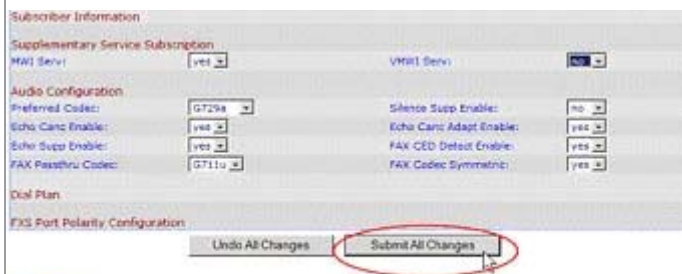 Subscriber Information
Supplementary Service Subscription
MWI Serv: yes VMWI Serv: no
Audio Configuration
Preferred Codec: G729a Silence Supp Enable: no
Echo Canc Enable: yes Echo Canc Adapt Enable: yes
Echo Supp Enable: yes FAX CED Detect Enable: yes
FAX Passthru Codec: G711u FAX Codec Symmetric: yes
Dial Plan
FXS Port Polarity Configuration
Undo All Changes Submit All Changes